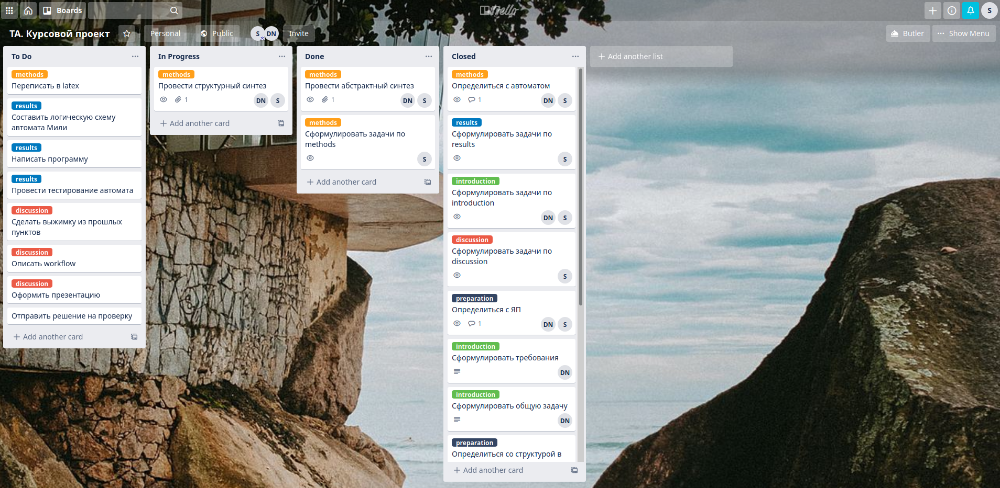 Boards
Trello
S
ТА. Курсовой проект
Personal
Public
S
DN
Invite
Butler
Show Menu
To Do
methods
Переписать в latex
results
Составить логическую схему
автомата Мили
results
Написать программу
results
Провести тестирование автомата
discussion
Сделать выжимку из прошлых
пунктов
discussion
Описать workflow
discussion
Оформить презентацию
Отправить решение на проверку
Add another card
In Progress
methods
Провести структурный синтез
1
DN
S
Add another card
Done
methods
Провести абстрактный синтез
1
DN
S
methods
Сформулировать задачи по
methods
S
Add another card
Closed
methods
Определиться с автоматом
1
DN
S
results
Сформулировать задачи по
results
S
introduction
Сформулировать задачи по
introduction
DN
S
discussion
Сформулировать задачи по
discussion
S
preparation
Определиться с ЯП
1
DN
S
introduction
Сформулировать требования
DN
introduction
Сформулировать общую задачу
DN
preparation
Определиться со структурой в
Add another card
Add another list